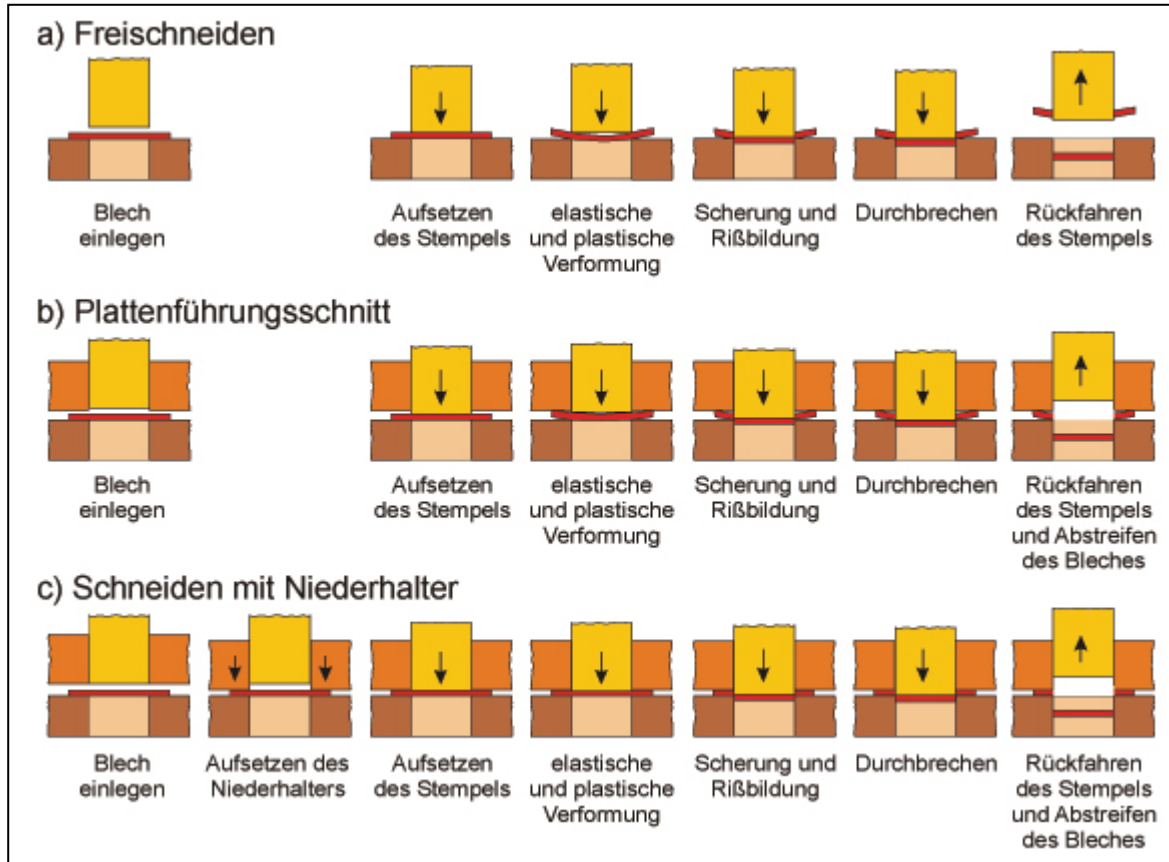 a) Freischneiden
Blech
einlegen
Aufsetzen
des Stempels
elastische
und plastische
Verformung
Scherung und
Rißbildung
Durchbrechen
Rückfahren
des Stempels
b) Plattenführungsschnitt
Blech
einlegen
Aufsetzen
des Stempels
elastische
und plastische
Verformung
Scherung und
Rißbildung
Durchbrechen
Rückfahren
des Stempels
und Abstreifen
des Bleches
c) Schneiden mit Niederhalter
Blech
einlegen
Aufsetzen des
Niederhalters
Aufsetzen
des Stempels
elastische
und plastische
Verformung
Scherung und
Rißbildung
Durchbrechen
Rückfahren
des Stempels
und Abstreifen
des Bleches